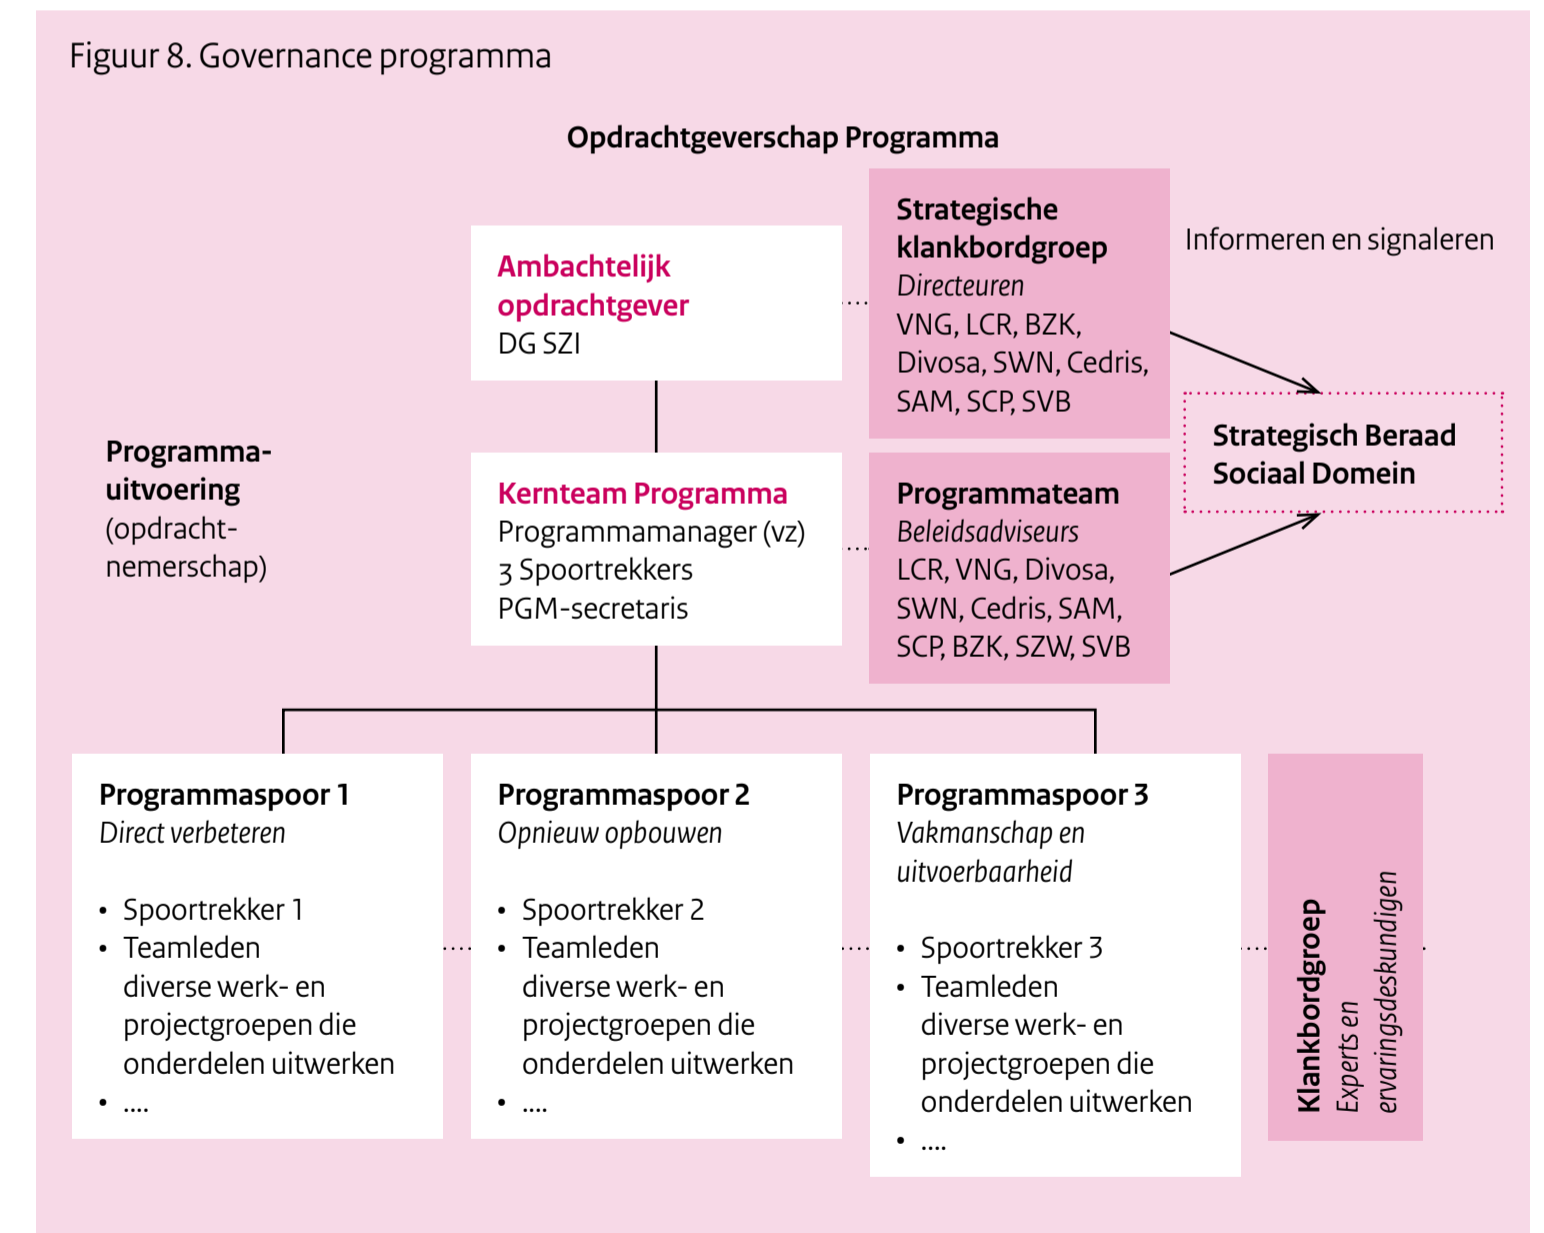 Figuur 8. Governance programma
Opdrachtgeverschap Programma
Ambachtelijk
opdrachtgever
DG SZI
Strategische
klankbordgroep
Directeuren
VNG, LCR, BZK,
Divosa, SWN, Cedris,
SAM, SCP, SVB
Informeren en signaleren
Strategisch Beraad
Sociaal Domein
Programma-
uitvoering
(opdracht-
nemerschap)
Kernteam Programma
Programmamanager (vz)
3 Spoortrekkers
PGM-secretaris
Programmateam
Beleidsadviseurs
LCR, VNG, Divosa,
SWN, Cedris, SAM,
SCP, BZK, SZW, SVB
Programmaspoor 1
Direct verbeteren
• Spoortrekker 1
• Teamleden
diverse werk- en
projectgroepen die
onderdelen uitwerken
• ....
Programmaspoor 2
Opnieuw opbouwen
• Spoortrekker 2
• Teamleden
diverse werk- en
projectgroepen die
onderdelen uitwerken
• ....
Programmaspoor 3
Vakmanschap en
uitvoerbaarheid
• Spoortrekker 3
• Teamleden
diverse werk- en
projectgroepen die
onderdelen uitwerken
• ....
Klankbordgroep
Experts en
ervaringsdeskundigen